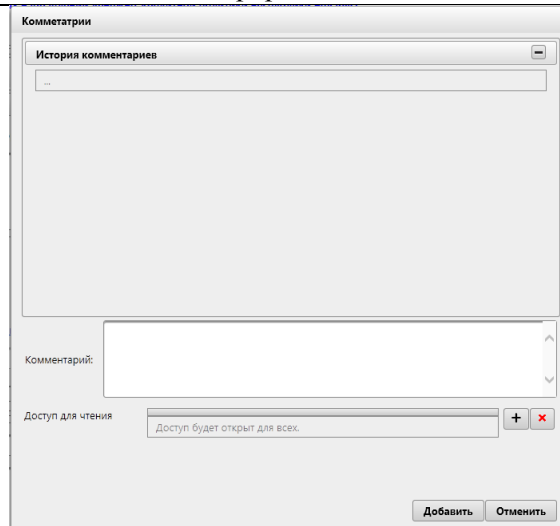 Комметатрии
История комментариев
...
Комментарий:
Доступ для чтения
Доступ будет открыт для всех.
Добавить Отменить